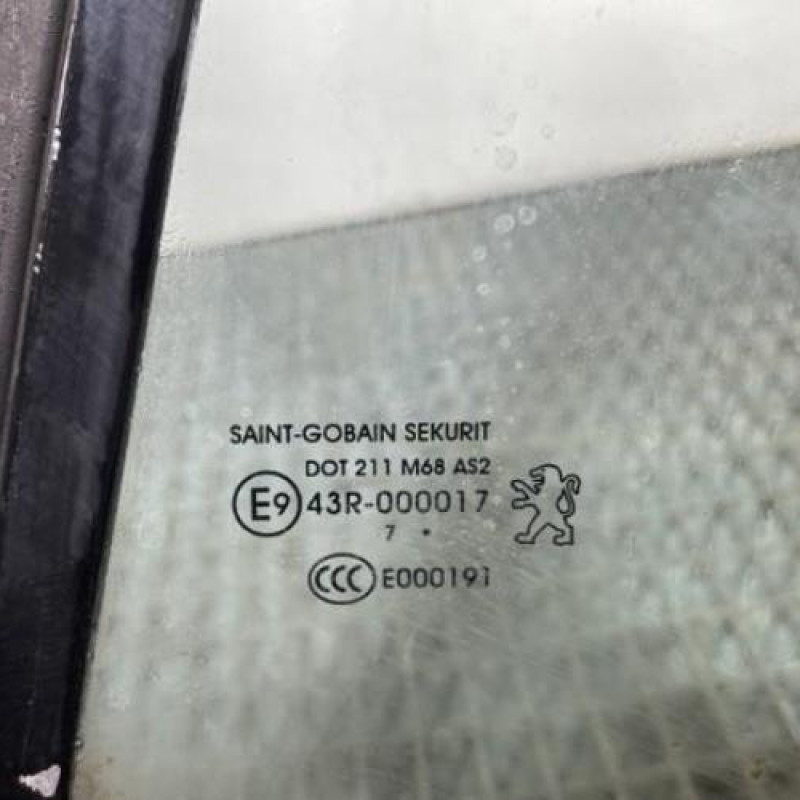 SAINT-GOBAIN SEKURIT
DOT 211 M68 AS2
E9 43R-000017
7 •
CCC E000191